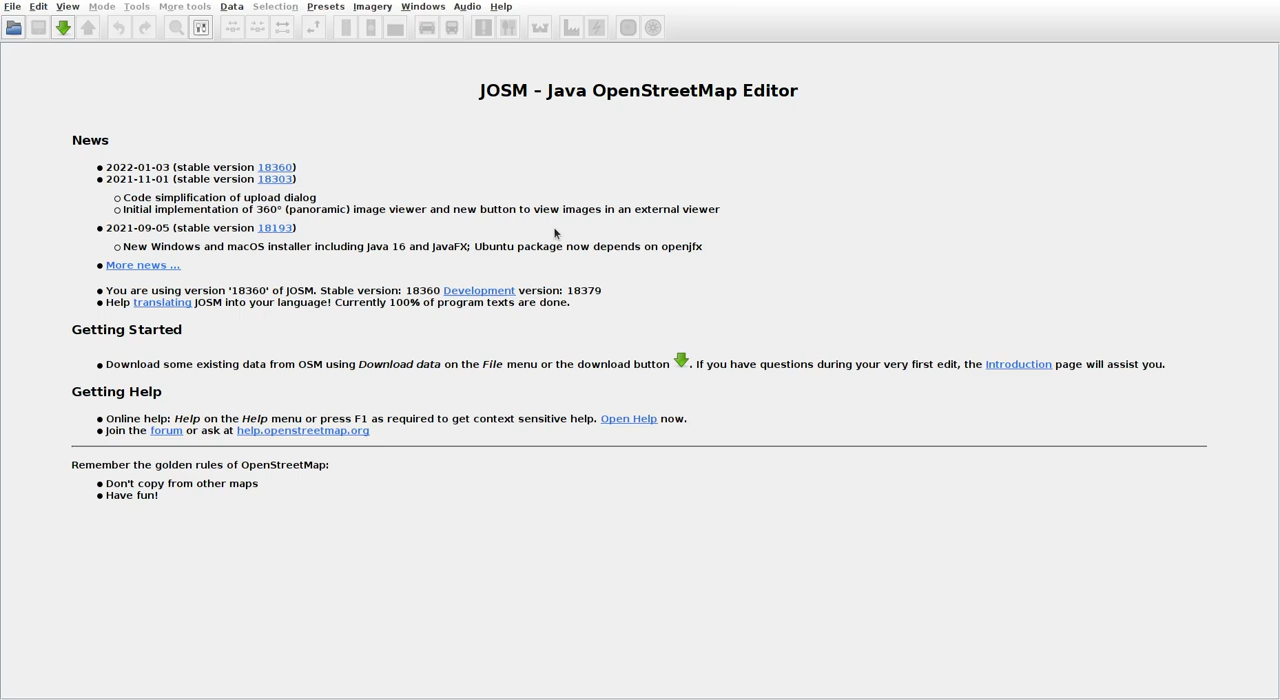 File Edit View Mode Tools More tools Data Selection Presets Imagery Windows Audio Help
JOSM – Java OpenStreetMap Editor
News
2022-01-03 (stable version 18360)
2021-11-01 (stable version 18303)
Code simplification of upload dialog
Initial implementation of 360° (panoramic) image viewer and new button to view images in an external viewer
2021-09-05 (stable version 18193)
New Windows and macOS installer including Java 16 and JavaFX; Ubuntu package now depends on openjfx
More news ...
You are using version '18360' of JOSM. Stable version: 18360 Development version: 18379
Help translating JOSM into your language! Currently 100% of program texts are done.
Getting Started
Download some existing data from OSM using Download data on the File menu or the download button . If you have questions during your very first edit, the Introduction page will assist you.
Getting Help
Online help: Help on the Help menu or press F1 as required to get context sensitive help. Open Help now.
Join the forum or ask at help.openstreetmap.org
Remember the golden rules of OpenStreetMap:
Don't copy from other maps
Have fun!